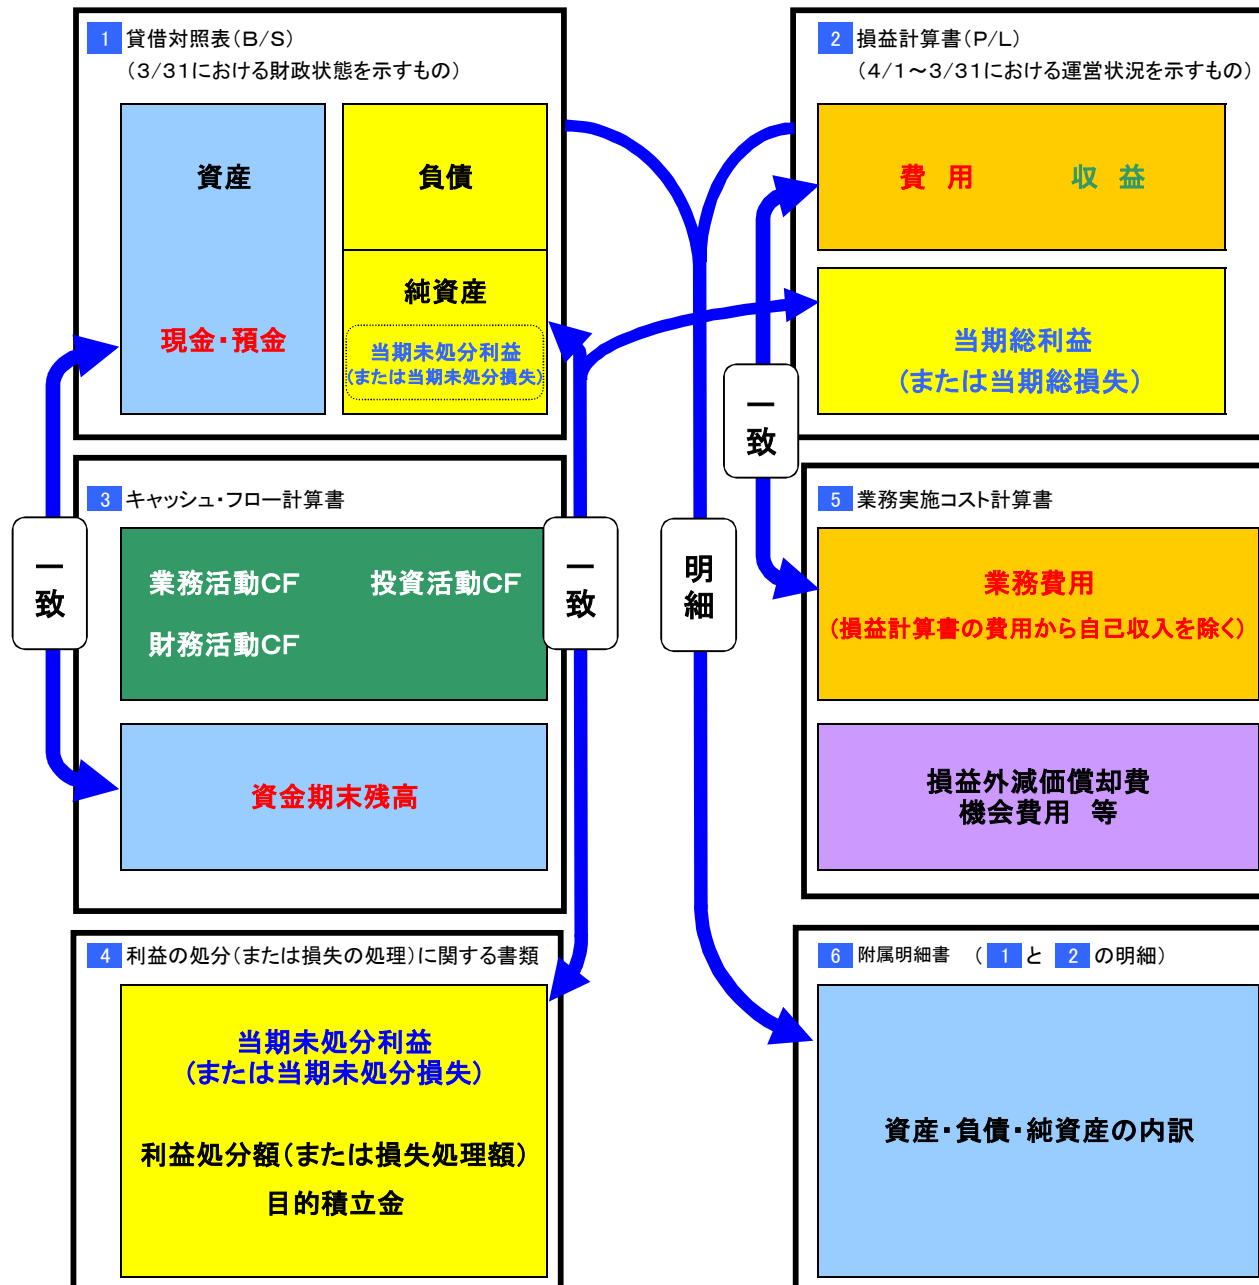 1 貸借対照表(B/S)
(3/31における財政状態を示すもの)
資産
負債
純資産
現金・預金
当期未処分利益
(または当期未処分損失)
2 損益計算書(P/L)
(4/1～3/31における運営状況を示すもの)
費 用
収 益
当期総利益
(または当期総損失)
一致
3 キャッシュ・フロー計算書
業務活動CF
投資活動CF
財務活動CF
資金期末残高
一致
一致
明細
5 業務実施コスト計算書
業務費用
(損益計算書の費用から自己収入を除く)
損益外減価償却費
機会費用 等
4 利益の処分(または損失の処理)に関する書類
当期未処分利益
(または当期未処分損失)
利益処分額(または損失処理額)
目的積立金
6 附属明細書 ( 1 と 2 の明細)
資産・負債・純資産の内訳